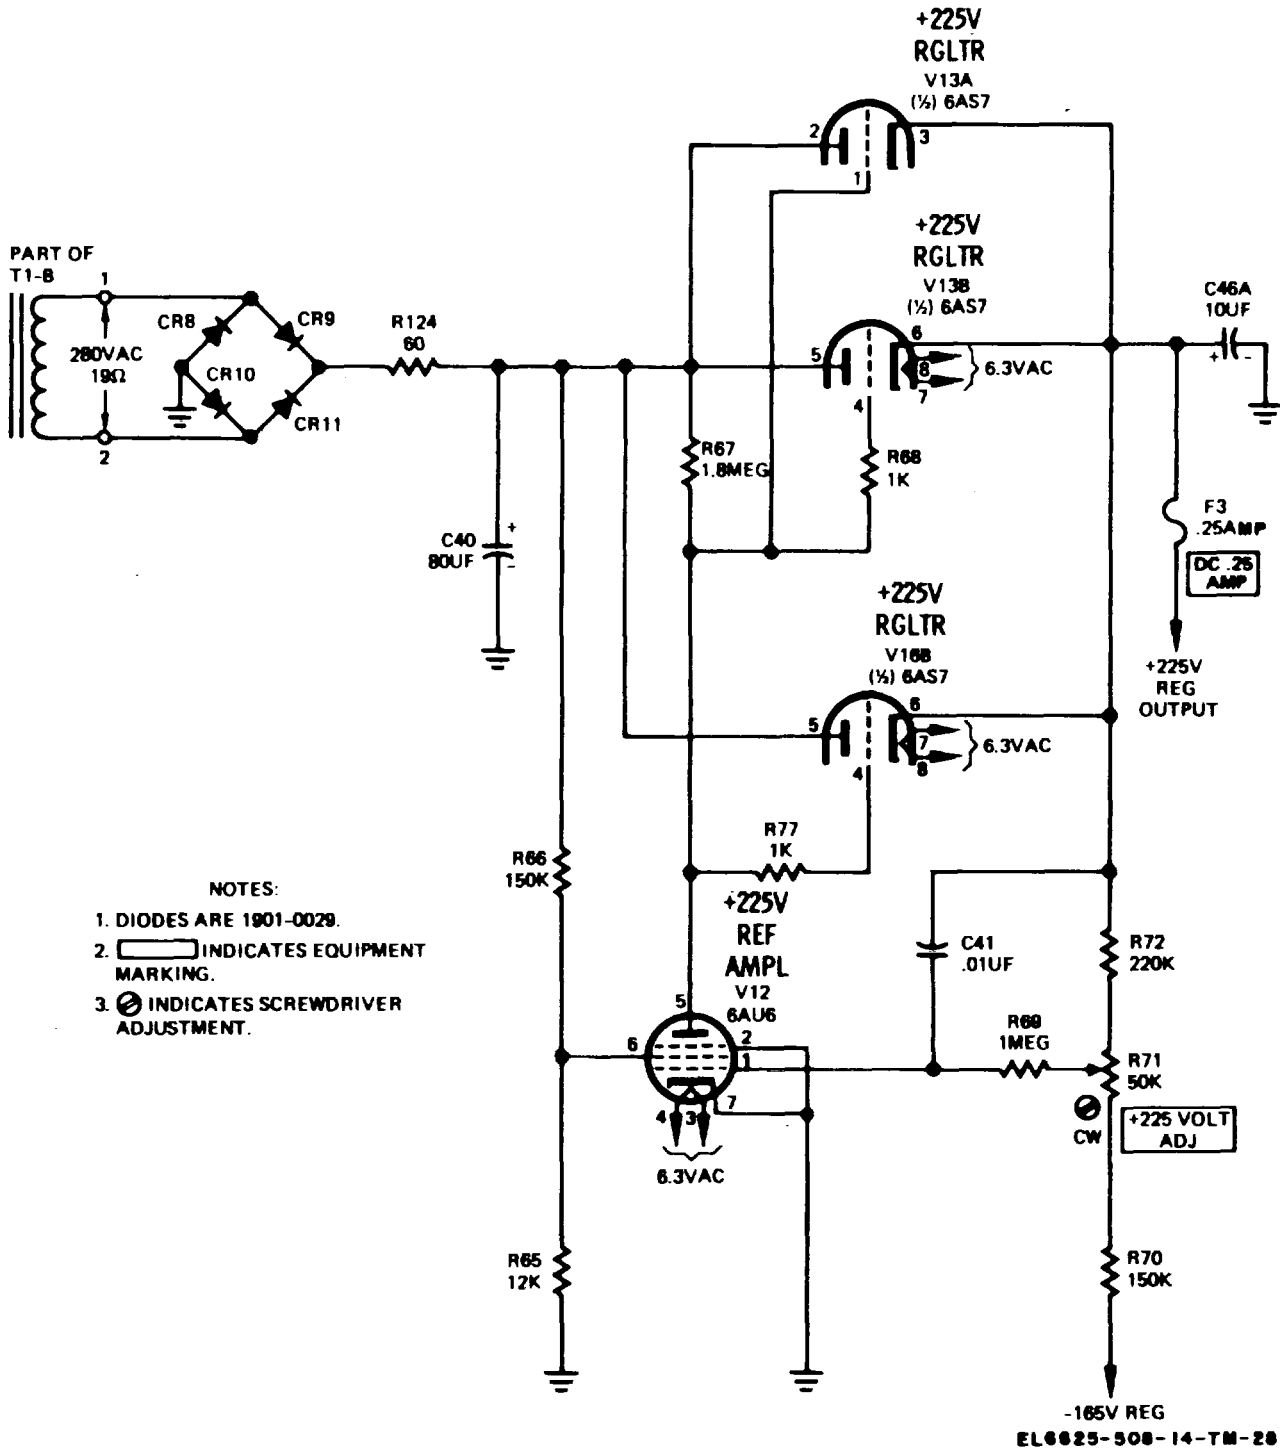 +225V
RGLTR
V13A
(½) 6AS7
2
3
1
+225V
RGLTR
V13B
(½) 6AS7
5
6
8
7
4
6.3VAC
PART OF
T1-B
1
280VAC
19Ω
2
CR8
CR9
CR10
CR11
R124
60
C46A
10UF
+
-
R67
1.8MEG
R68
1K
C40
80UF
+
-
F3
.25AMP
DC .25
AMP
+225V
REG
OUTPUT
+225V
RGLTR
V16B
(½) 6AS7
5
6
7
8
4
6.3VAC
R77
1K
R66
150K
+225V
REF
AMPL
V12
6AU6
5
6
2
1
7
4
3
6.3VAC
C41
.01UF
R72
220K
R69
1MEG
R71
50K
CW
+225 VOLT
ADJ
R65
12K
R70
150K
-165V REG
NOTES:
1. DIODES ARE 1901-0029.
2. INDICATES EQUIPMENT
MARKING.
3. INDICATES SCREWDRIVER
ADJUSTMENT.
EL6625-508-14-TM-28